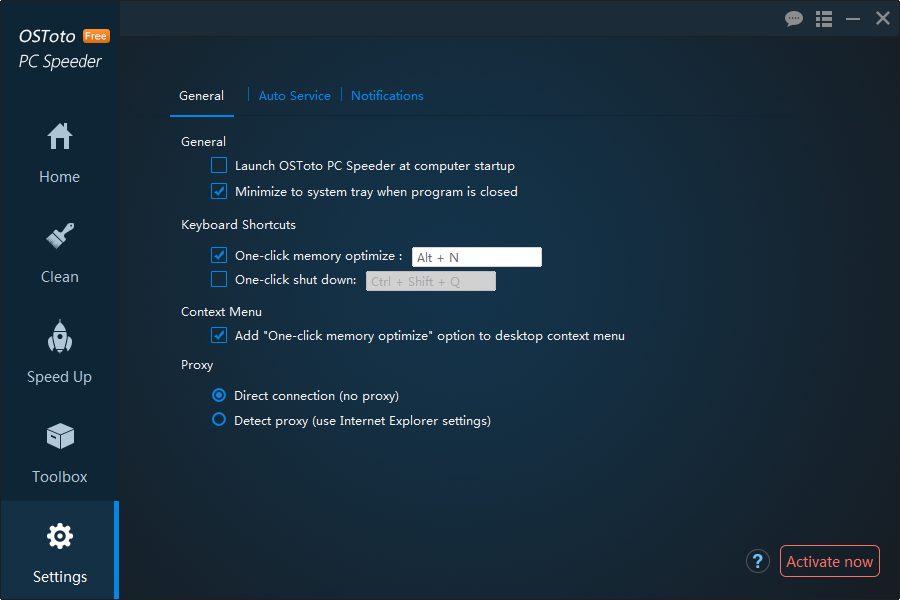 OSToto Free
PC Speeder
Home
Clean
Speed Up
Toolbox
Settings
General | Auto Service | Notifications
General
Launch OSToto PC Speeder at computer startup
Minimize to system tray when program is closed
Keyboard Shortcuts
One-click memory optimize : Alt + N
One-click shut down: Ctrl + Shift + Q
Context Menu
Add "One-click memory optimize" option to desktop context menu
Proxy
Direct connection (no proxy)
Detect proxy (use Internet Explorer settings)
? Activate now